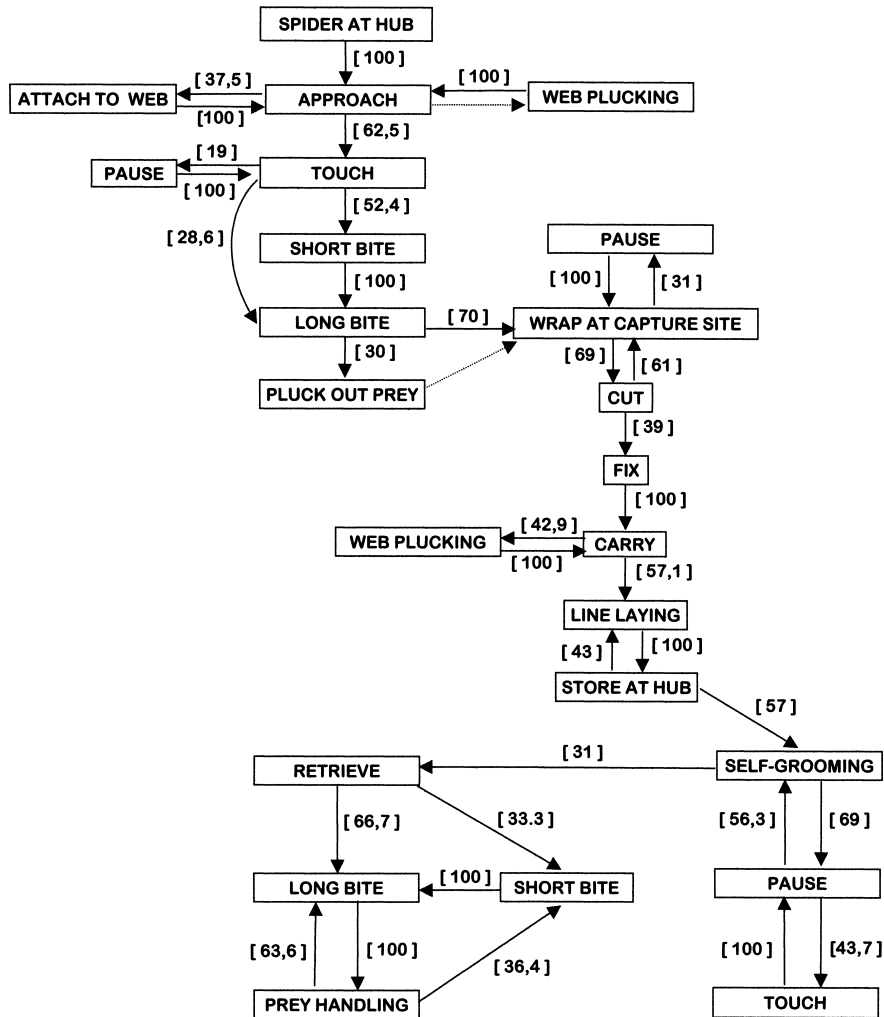 SPIDER AT HUB
[ 100 ]
[ 37,5 ]
[ 100 ]
ATTACH TO WEB
APPROACH
WEB PLUCKING
[100 ]
[ 62,5 ]
[ 19 ]
PAUSE
TOUCH
[ 100 ]
[ 52,4 ]
[ 28,6 ]
SHORT BITE
PAUSE
[ 100 ]
[ 100 ]
[ 31 ]
LONG BITE
[ 70 ]
WRAP AT CAPTURE SITE
[ 30 ]
[ 69 ]
[ 61 ]
PLUCK OUT PREY
CUT
[ 39 ]
FIX
[ 100 ]
[ 42,9 ]
WEB PLUCKING
CARRY
[ 100 ]
[ 57,1 ]
LINE LAYING
[ 43 ]
[ 100 ]
STORE AT HUB
[ 57 ]
[ 31 ]
RETRIEVE
SELF-GROOMING
[ 66,7 ]
[ 33.3 ]
[ 56,3 ]
[ 69 ]
LONG BITE
[ 100 ]
SHORT BITE
PAUSE
[ 63,6 ]
[ 100 ]
[ 36,4 ]
[ 100 ]
[43,7 ]
PREY HANDLING
TOUCH